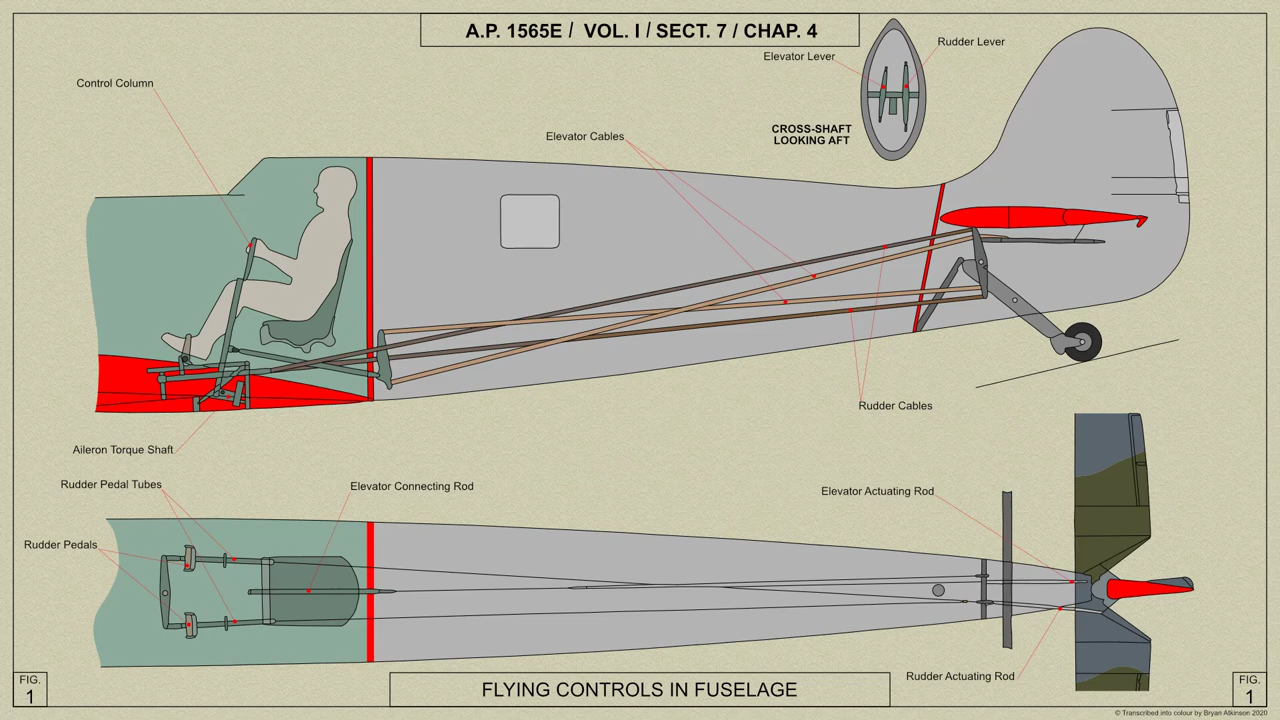 A.P. 1565E / VOL. I / SECT. 7 / CHAP. 4
Rudder Lever
Elevator Lever
Control Column
CROSS-SHAFT
LOOKING AFT
Elevator Cables
Rudder Cables
Aileron Torque Shaft
Rudder Pedal Tubes
Elevator Connecting Rod
Elevator Actuating Rod
Rudder Pedals
Rudder Actuating Rod
FIG.
1
FLYING CONTROLS IN FUSELAGE
FIG.
1
© Transcribed into colour by Bryan Atkinson 2020